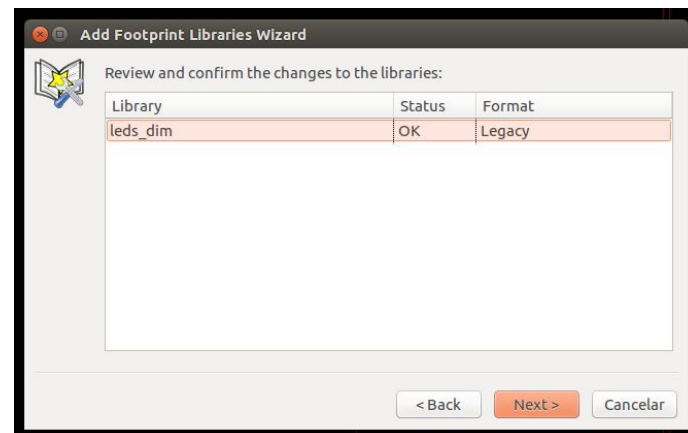 Add Footprint Libraries Wizard
Review and confirm the changes to the libraries:
Library Status Format
leds_dim OK Legacy
< Back Next > Cancelar